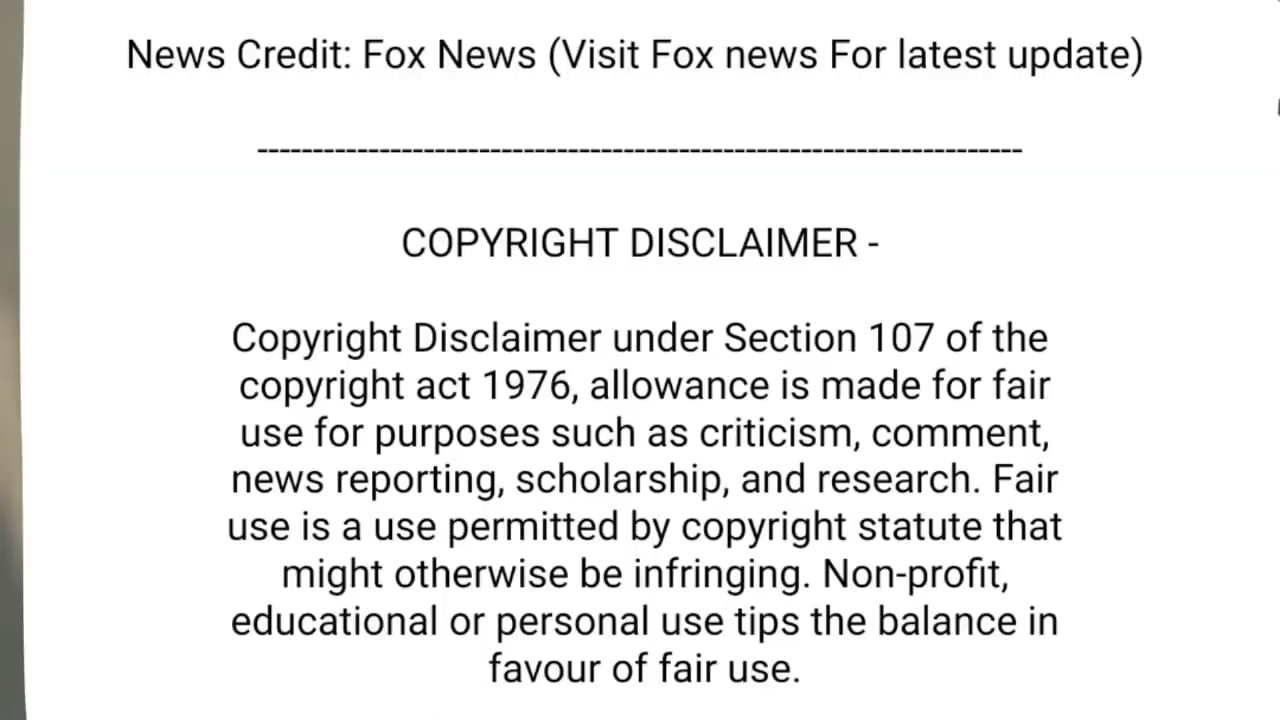 News Credit: Fox News (Visit Fox news For latest update)
---------------------------------------------------------------------
COPYRIGHT DISCLAIMER -
Copyright Disclaimer under Section 107 of the
copyright act 1976, allowance is made for fair
use for purposes such as criticism, comment,
news reporting, scholarship, and research. Fair
use is a use permitted by copyright statute that
might otherwise be infringing. Non-profit,
educational or personal use tips the balance in
favour of fair use.